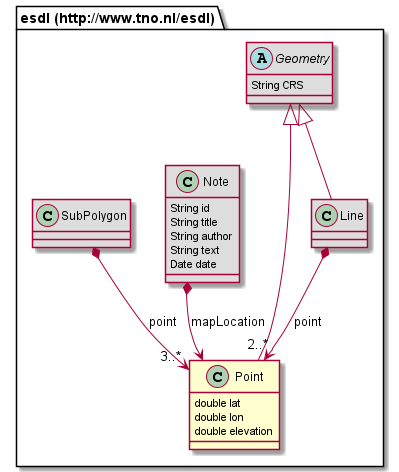 esdl (http://www.tno.nl/esdl)
A Geometry
String CRS
C SubPolygon
C Note
String id
String title
String author
String text
Date date
C Line
point
mapLocation
point
3..*
2..*
C Point
double lat
double lon
double elevation